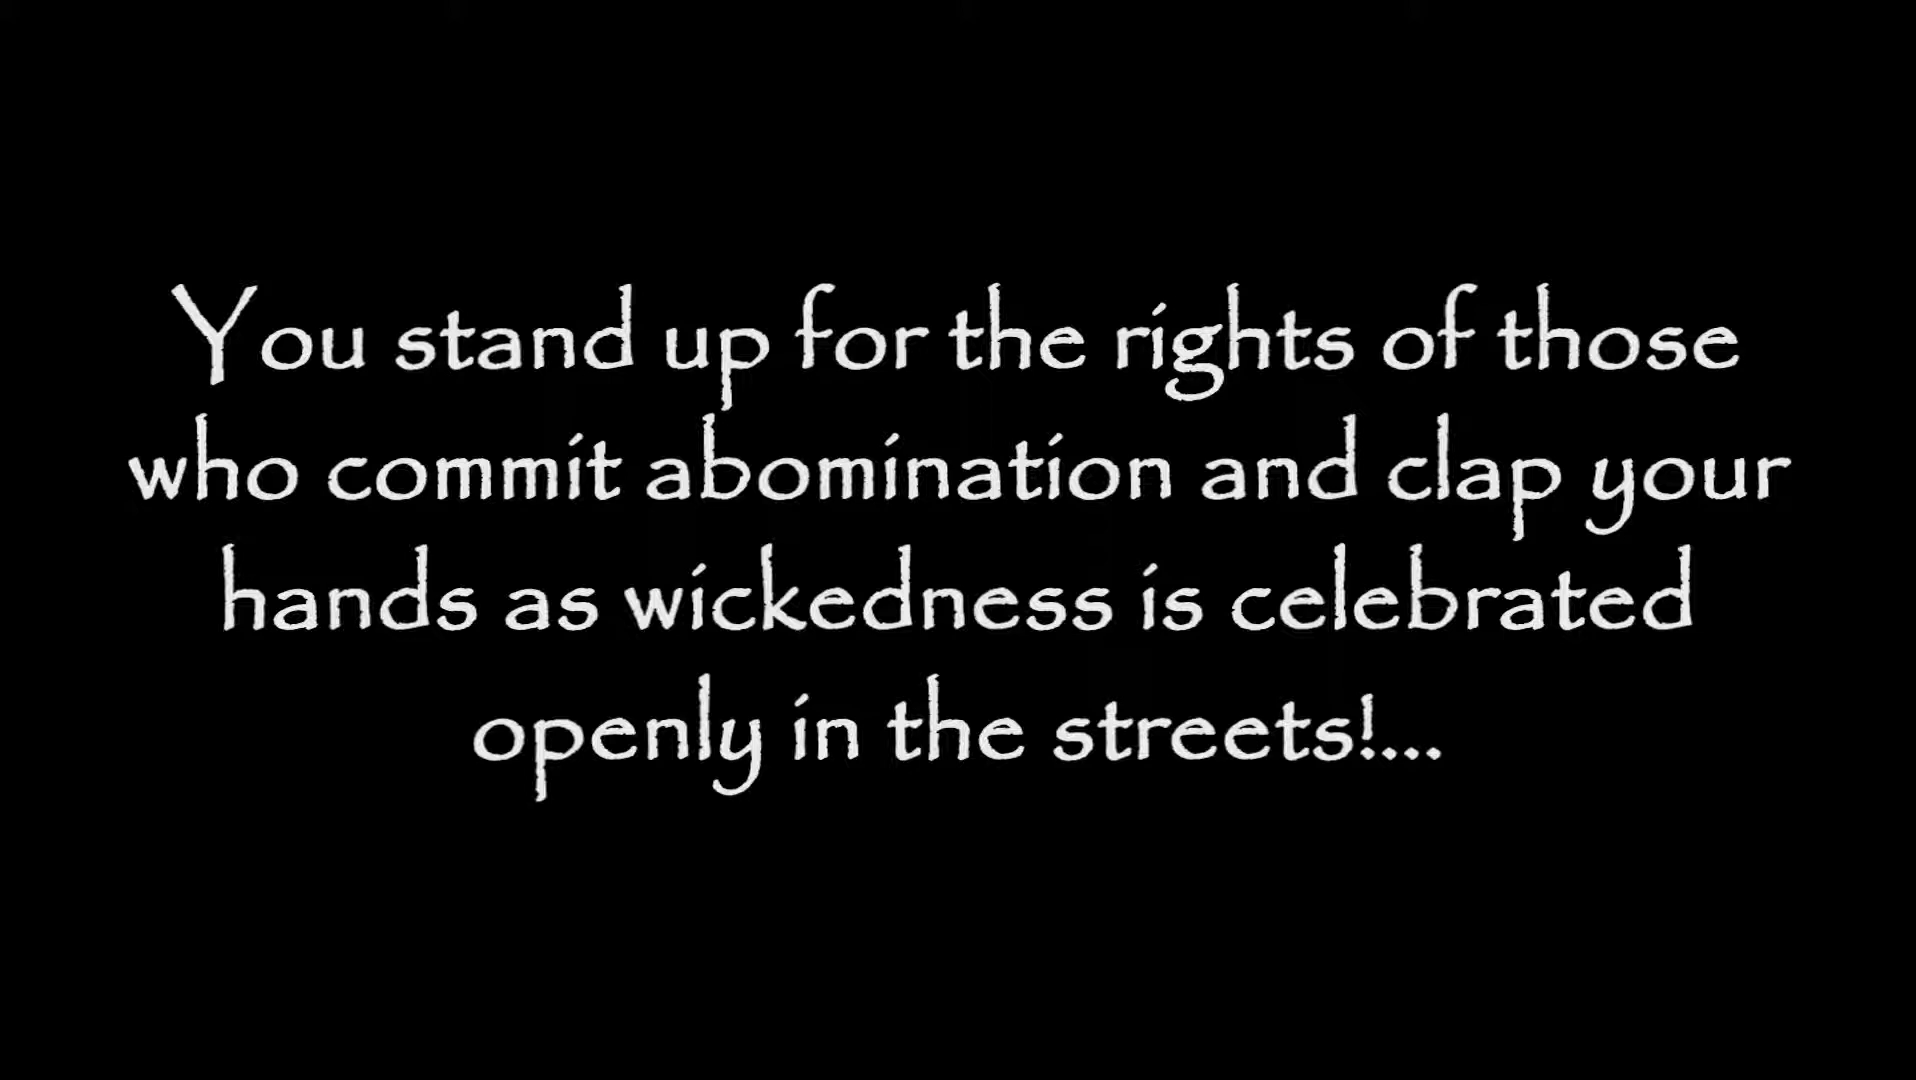 You stand up for the rights of those
who commit abomination and clap your
hands as wickedness is celebrated
openly in the streets!...